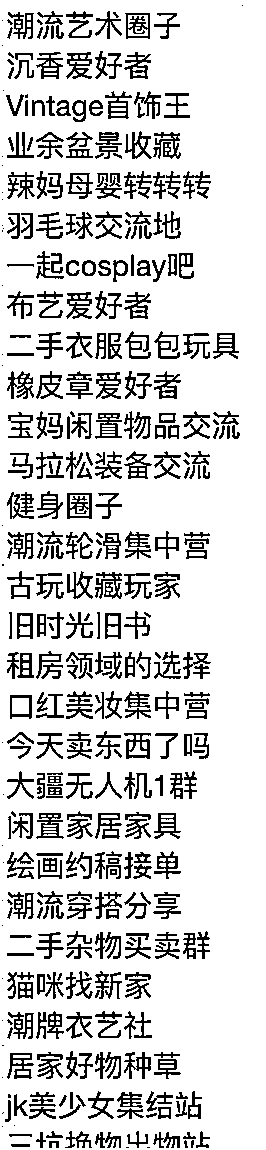 潮流艺术圈子
沉香爱好者
Vintage首饰王
业余盆景收藏
辣妈母婴转转转
羽毛球交流地
一起cosplay吧
布艺爱好者
二手衣服包包玩具
橡皮章爱好者
宝妈闲置物品交流
马拉松装备交流
健身圈子
潮流轮滑集中营
古玩收藏玩家
旧时光旧书
租房领域的选择
口红美妆集中营
今天卖东西了吗
大疆无人机1群
闲置家居家具
绘画约稿接单
潮流穿搭分享
二手杂物买卖群
猫咪找新家
潮牌衣艺社
居家好物种草
jk美少女集结站
三坑换物出物站